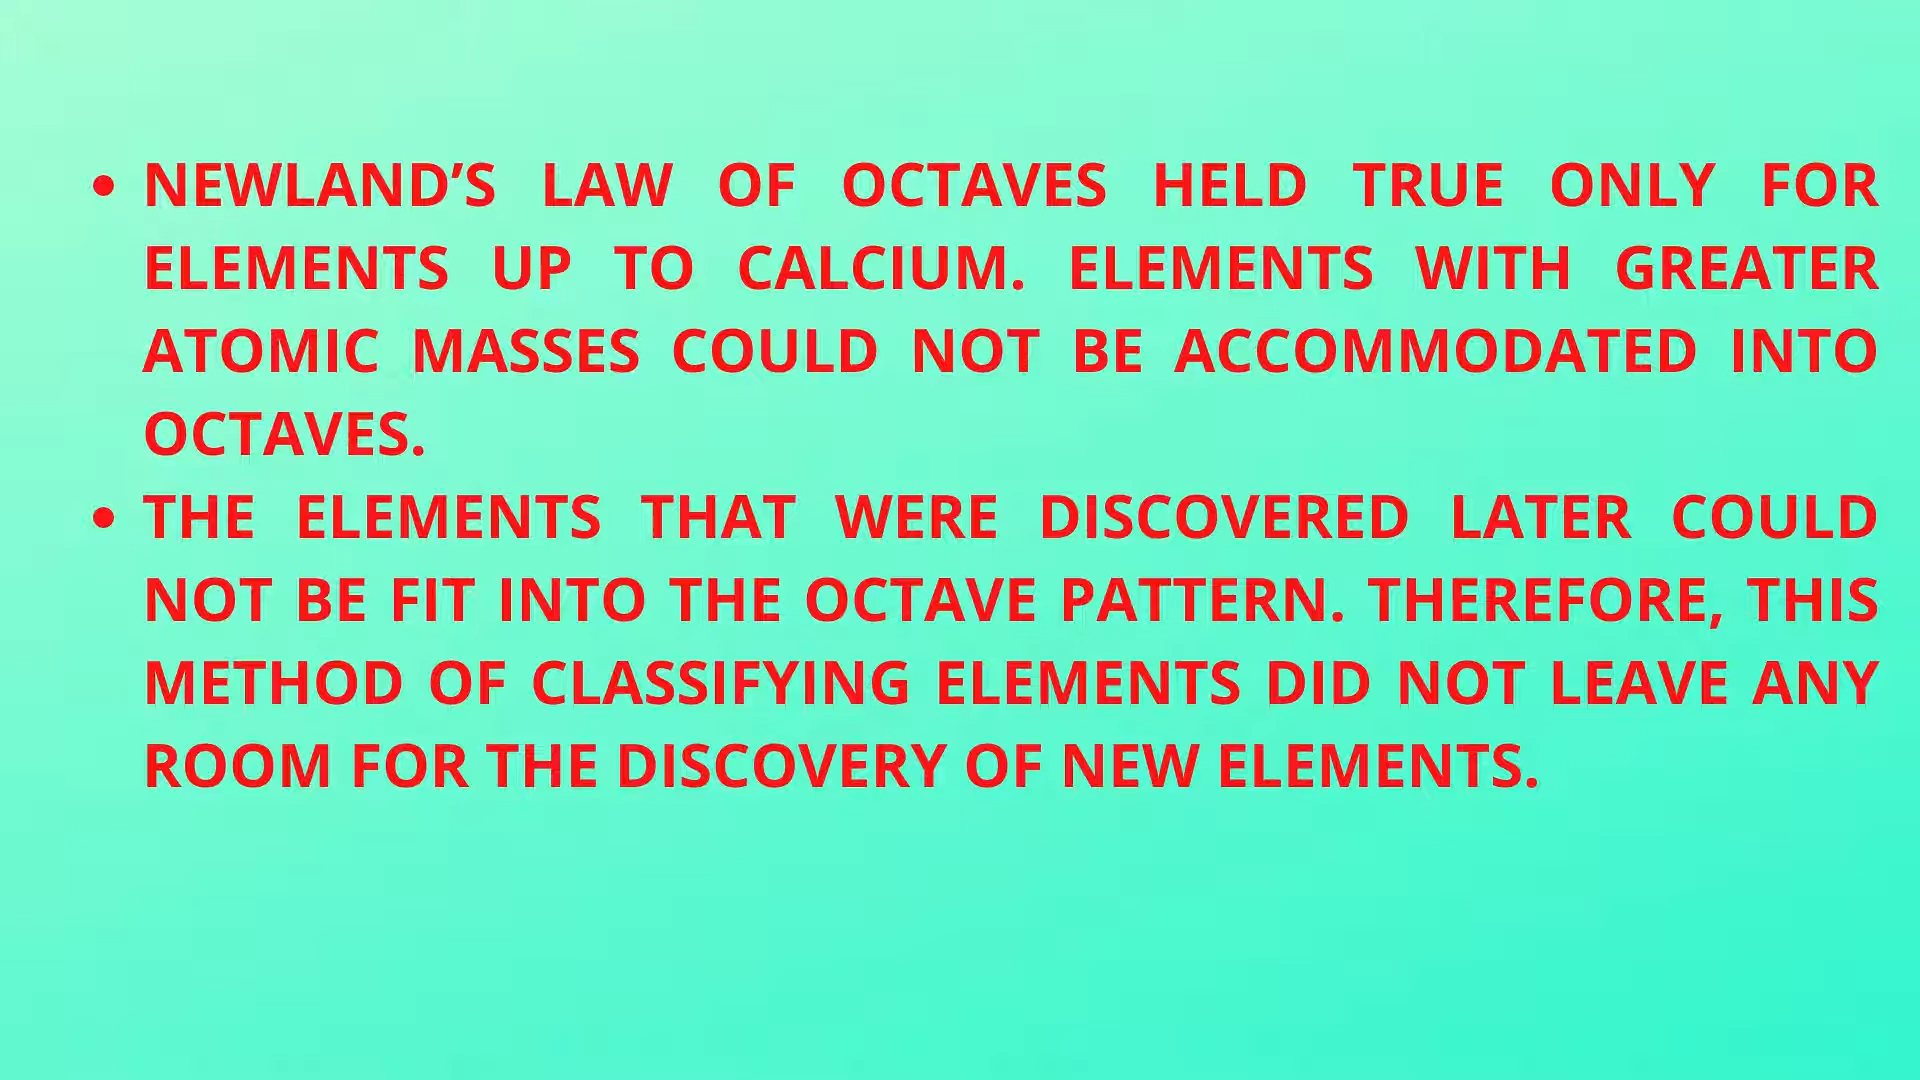 • NEWLAND’S LAW OF OCTAVES HELD TRUE ONLY FOR
ELEMENTS UP TO CALCIUM. ELEMENTS WITH GREATER
ATOMIC MASSES COULD NOT BE ACCOMMODATED INTO
OCTAVES.
• THE ELEMENTS THAT WERE DISCOVERED LATER COULD
NOT BE FIT INTO THE OCTAVE PATTERN. THEREFORE, THIS
METHOD OF CLASSIFYING ELEMENTS DID NOT LEAVE ANY
ROOM FOR THE DISCOVERY OF NEW ELEMENTS.